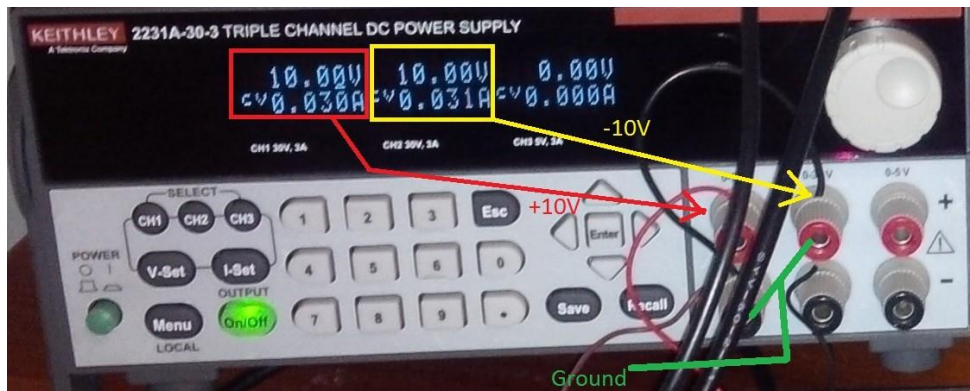 KEITHLEY 2231A-30-3 TRIPLE CHANNEL DC POWER SUPPLY
A Tektronix Company
10.00V 10.00V 0.00V
CV0.030A CV0.031A CV0.000A
-10V
CH1 30V, 3A CH2 30V, 3A CH3 5V, 3A
+10V
SELECT
CH1 CH2 CH3
1 2 3 Esc
0-5 V
+
POWER
V-Set I-Set
4 5 6 0
Enter
-
OUTPUT
Menu On/Off
7 8 9 •
Save Recall
LOCAL
Ground